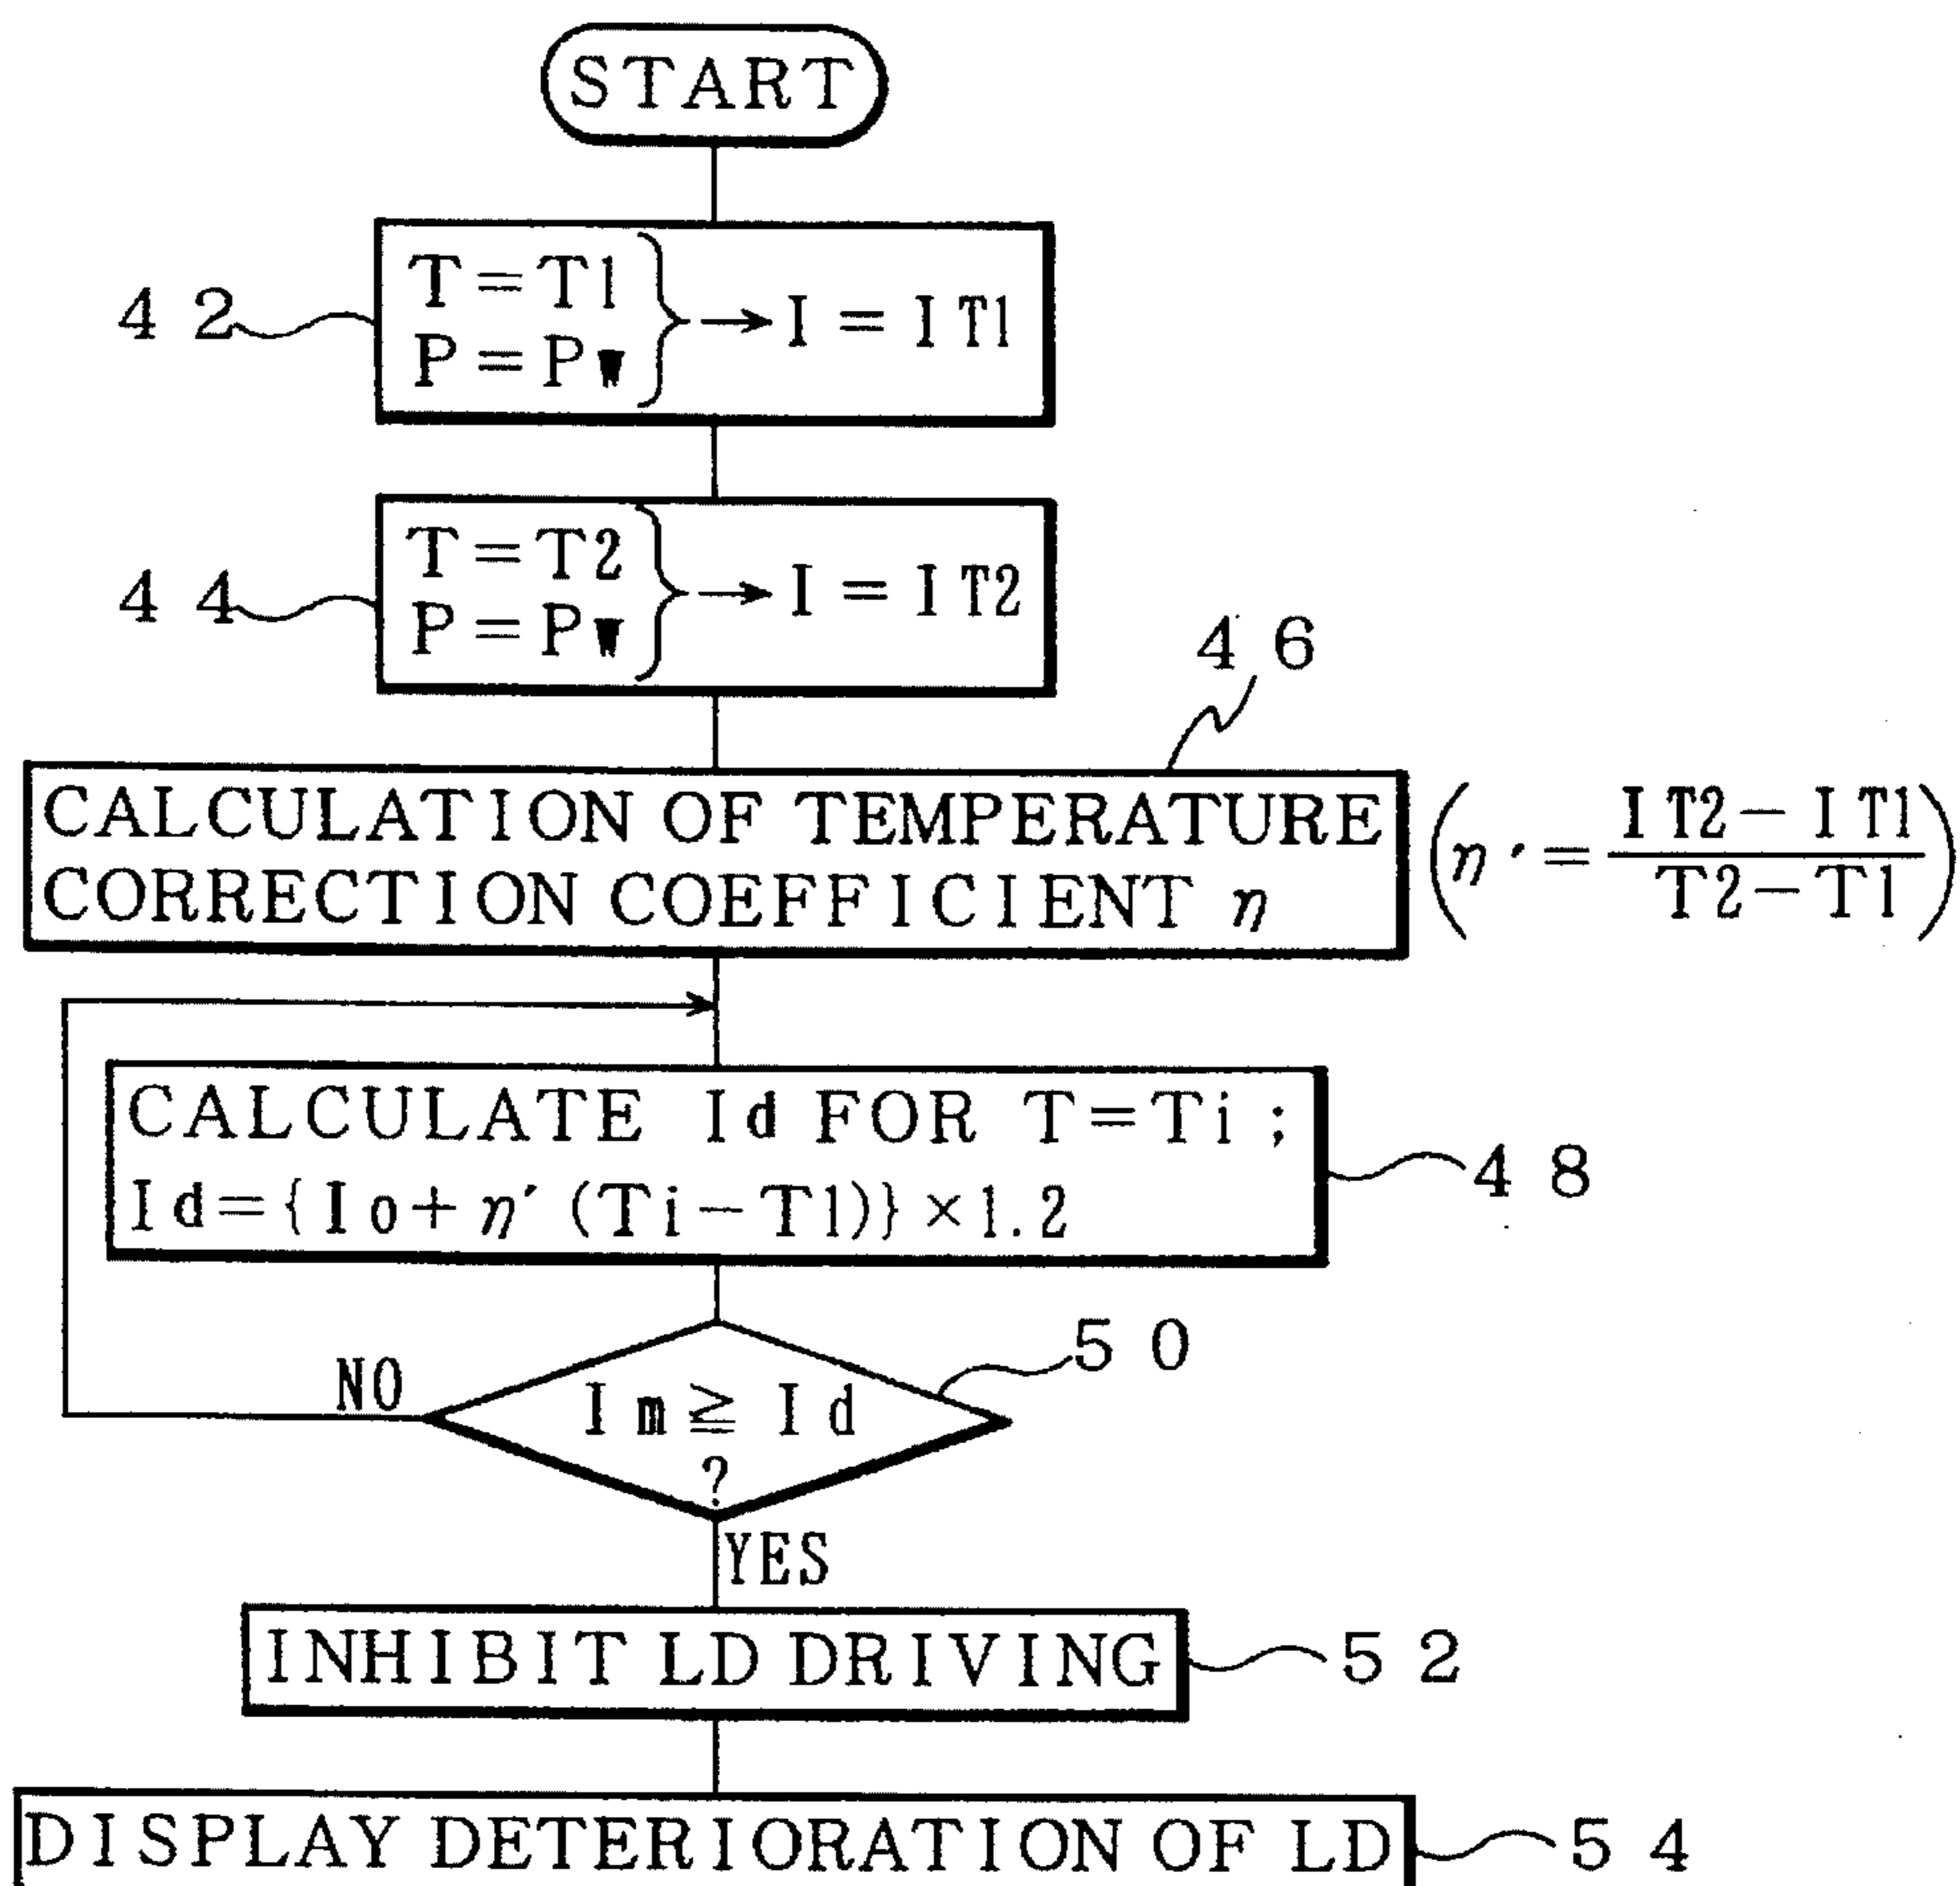 START
42
T=T1
P=PW
→ I = IT1
44
T=T2
P=PW
→ I = IT2
46
CALCULATION OF TEMPERATURE
CORRECTION COEFFICIENT η
(η' = (IT2 − IT1) / (T2 − T1))
CALCULATE Id FOR T=Ti ;
Id={Io+η'(Ti−T1)}×1.2
48
50
NO
Im ≧ Id
?
YES
INHIBIT LD DRIVING
52
DISPLAY DETERIORATION OF LD
54